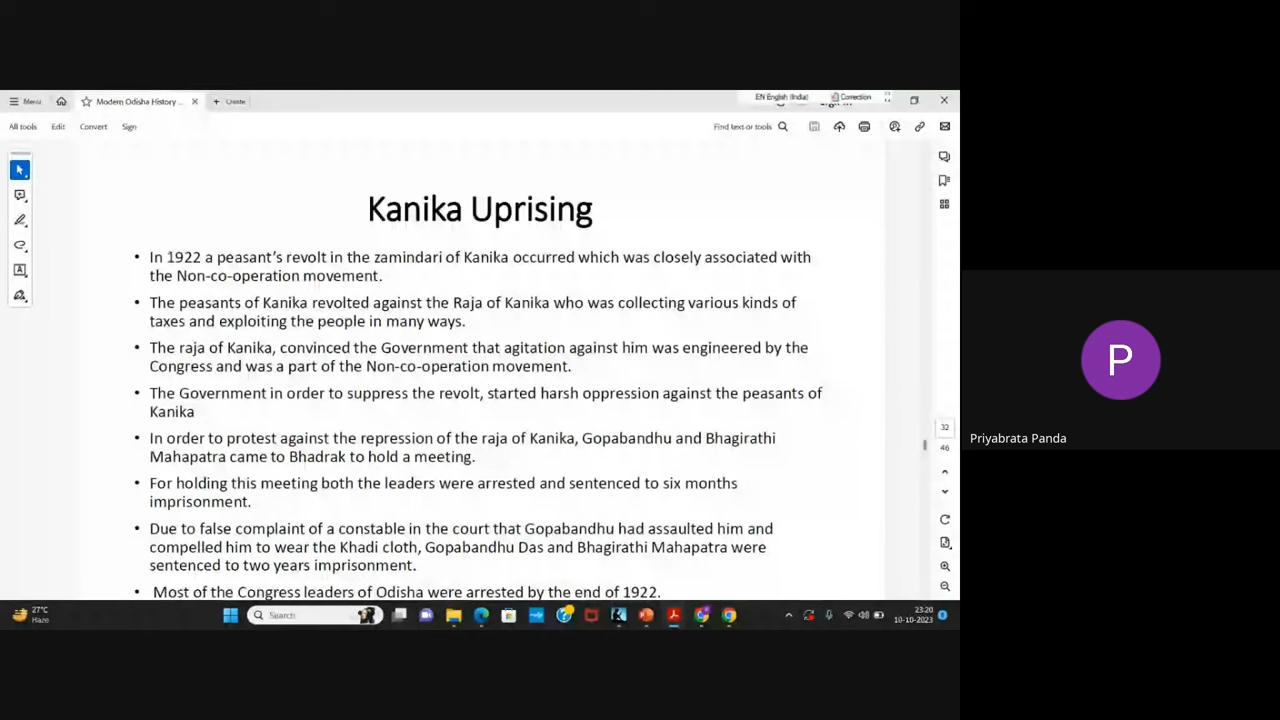 Menu
Modern Odisha History ...
Create
EN English (India)
Correction
All tools
Edit
Convert
Sign
Find text or tools
Kanika Uprising
• In 1922 a peasant's revolt in the zamindari of Kanika occurred which was closely associated with
the Non-co-operation movement.
• The peasants of Kanika revolted against the Raja of Kanika who was collecting various kinds of
taxes and exploiting the people in many ways.
• The raja of Kanika, convinced the Government that agitation against him was engineered by the
Congress and was a part of the Non-co-operation movement.
• The Government in order to suppress the revolt, started harsh oppression against the peasants of
Kanika
• In order to protest against the repression of the raja of Kanika, Gopabandhu and Bhagirathi
Mahapatra came to Bhadrak to hold a meeting.
• For holding this meeting both the leaders were arrested and sentenced to six months
imprisonment.
• Due to false complaint of a constable in the court that Gopabandhu had assaulted him and
compelled him to wear the Khadi cloth, Gopabandhu Das and Bhagirathi Mahapatra were
sentenced to two years imprisonment.
• Most of the Congress leaders of Odisha were arrested by the end of 1922.
32
46
P
Priyabrata Panda
27°C
Haze
Search
23:20
10-10-2023